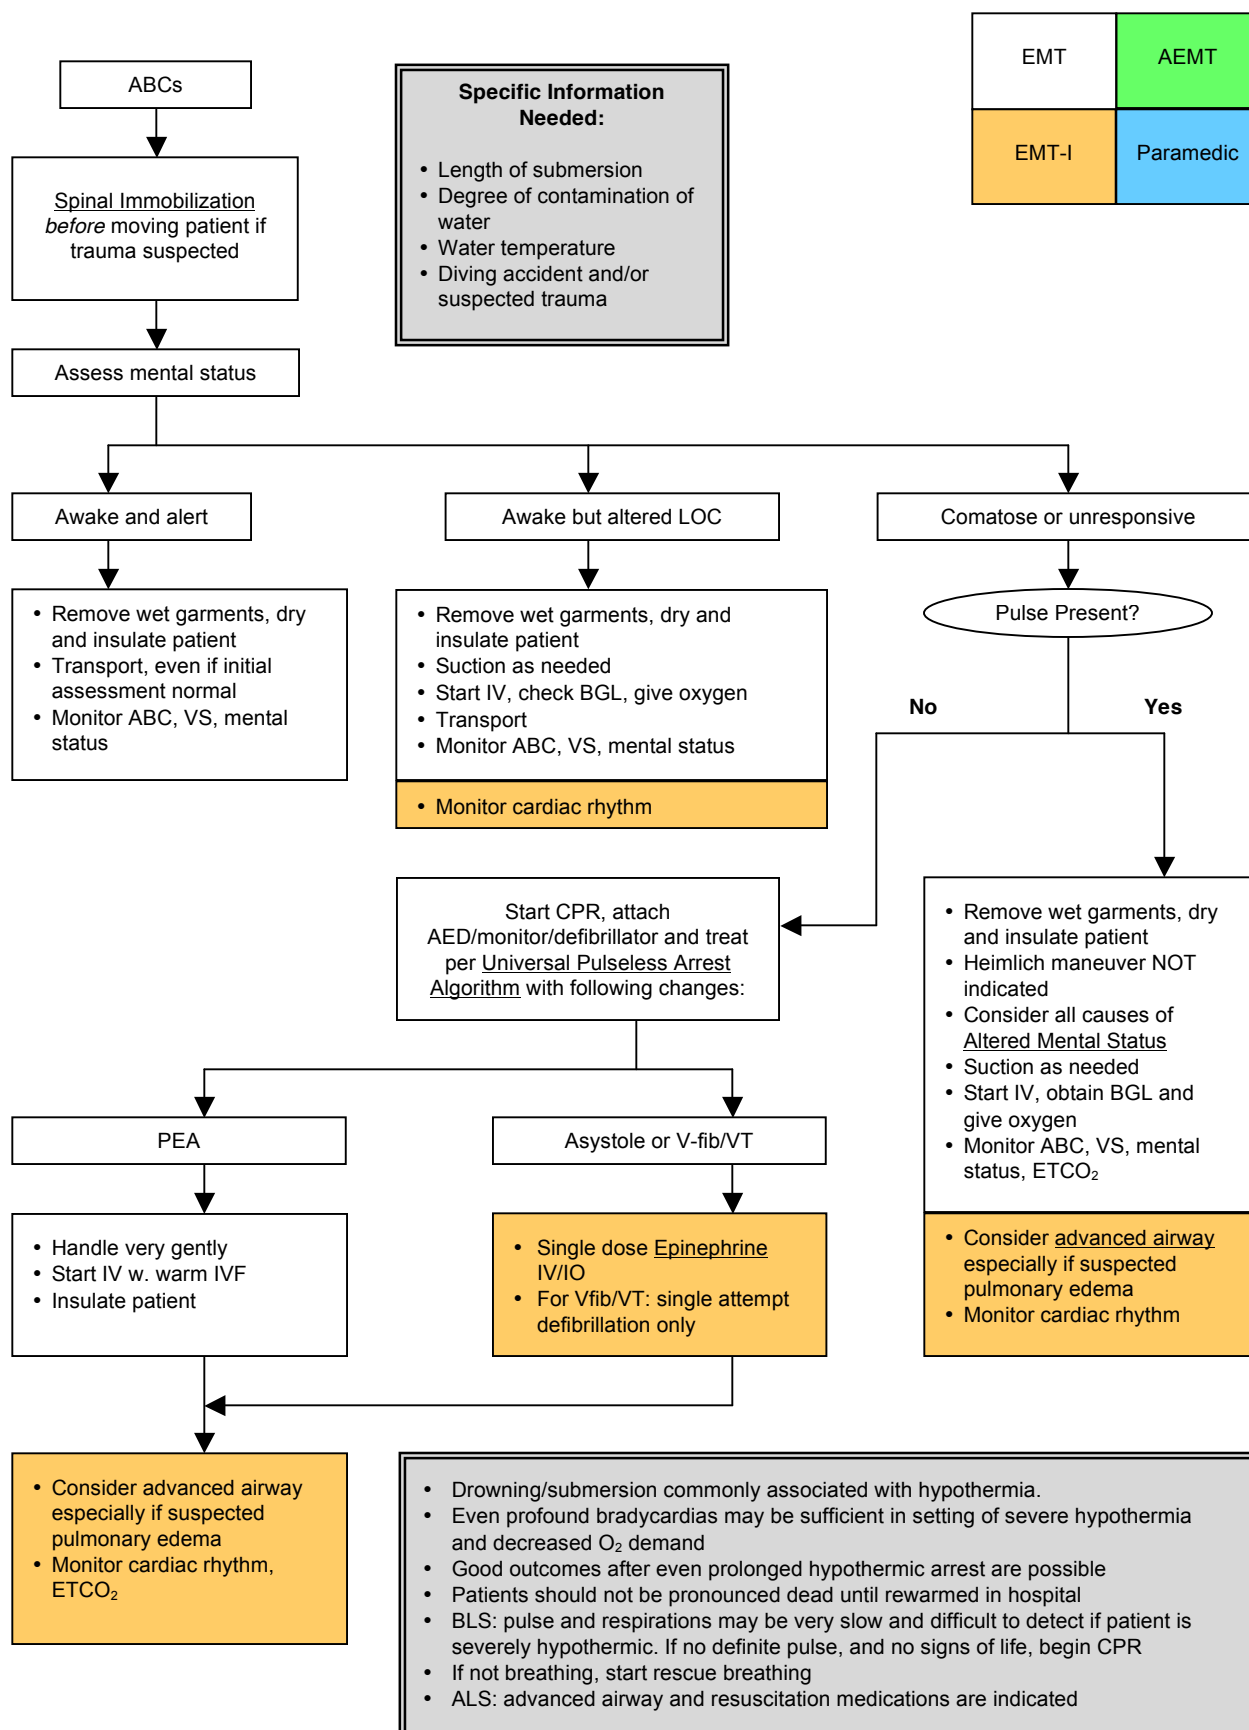 ABCs
Specific Information
Needed:
• Length of submersion
• Degree of contamination of
water
• Water temperature
• Diving accident and/or
suspected trauma
EMT
AEMT
EMT-I
Paramedic
Spinal Immobilization
before moving patient if
trauma suspected
Assess mental status
Awake and alert
Awake but altered LOC
Comatose or unresponsive
• Remove wet garments, dry
and insulate patient
• Transport, even if initial
assessment normal
• Monitor ABC, VS, mental
status
• Remove wet garments, dry and
insulate patient
• Suction as needed
• Start IV, check BGL, give oxygen
• Transport
• Monitor ABC, VS, mental status
• Monitor cardiac rhythm
Pulse Present?
No
Yes
Start CPR, attach
AED/monitor/defibrillator and treat
per Universal Pulseless Arrest
Algorithm with following changes:
• Remove wet garments, dry
and insulate patient
• Heimlich maneuver NOT
indicated
• Consider all causes of
Altered Mental Status
• Suction as needed
• Start IV, obtain BGL and
give oxygen
• Monitor ABC, VS, mental
status, ETCO₂
• Consider advanced airway
especially if suspected
pulmonary edema
• Monitor cardiac rhythm
PEA
Asystole or V-fib/VT
• Handle very gently
• Start IV w. warm IVF
• Insulate patient
• Single dose Epinephrine
IV/IO
• For Vfib/VT: single attempt
defibrillation only
• Consider advanced airway
especially if suspected
pulmonary edema
• Monitor cardiac rhythm,
ETCO₂
• Drowning/submersion commonly associated with hypothermia.
• Even profound bradycardias may be sufficient in setting of severe hypothermia
and decreased O₂ demand
• Good outcomes after even prolonged hypothermic arrest are possible
• Patients should not be pronounced dead until rewarmed in hospital
• BLS: pulse and respirations may be very slow and difficult to detect if patient is
severely hypothermic. If no definite pulse, and no signs of life, begin CPR
• If not breathing, start rescue breathing
• ALS: advanced airway and resuscitation medications are indicated